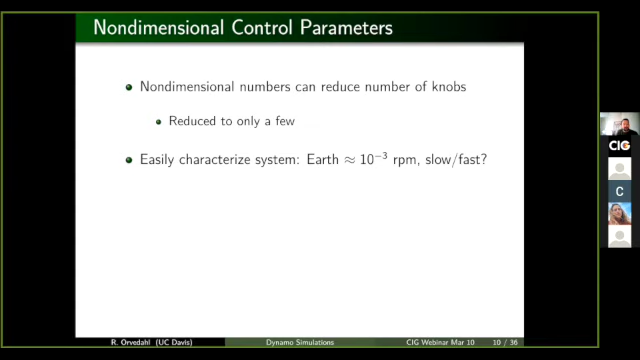 Nondimensional Control Parameters
Nondimensional numbers can reduce number of knobs
Reduced to only a few
Easily characterize system: Earth ≈ 10⁻³ rpm, slow/fast?
R. Orvedahl (UC Davis) Dynamo Simulations CIG Webinar Mar 10 10 / 36
CIG
C